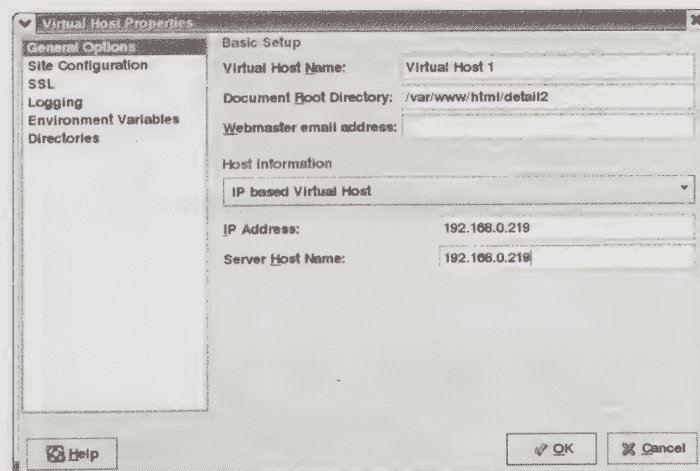 Virtual Host Properties
General Options
Site Configuration
SSL
Logging
Environment Variables
Directories
Basic Setup
Virtual Host Name: Virtual Host 1
Document Root Directory: /var/www/html/detail2
Webmaster email address:
Host Information
IP based Virtual Host
IP Address: 192.168.0.219
Server Host Name: 192.168.0.219
Help
OK
Cancel